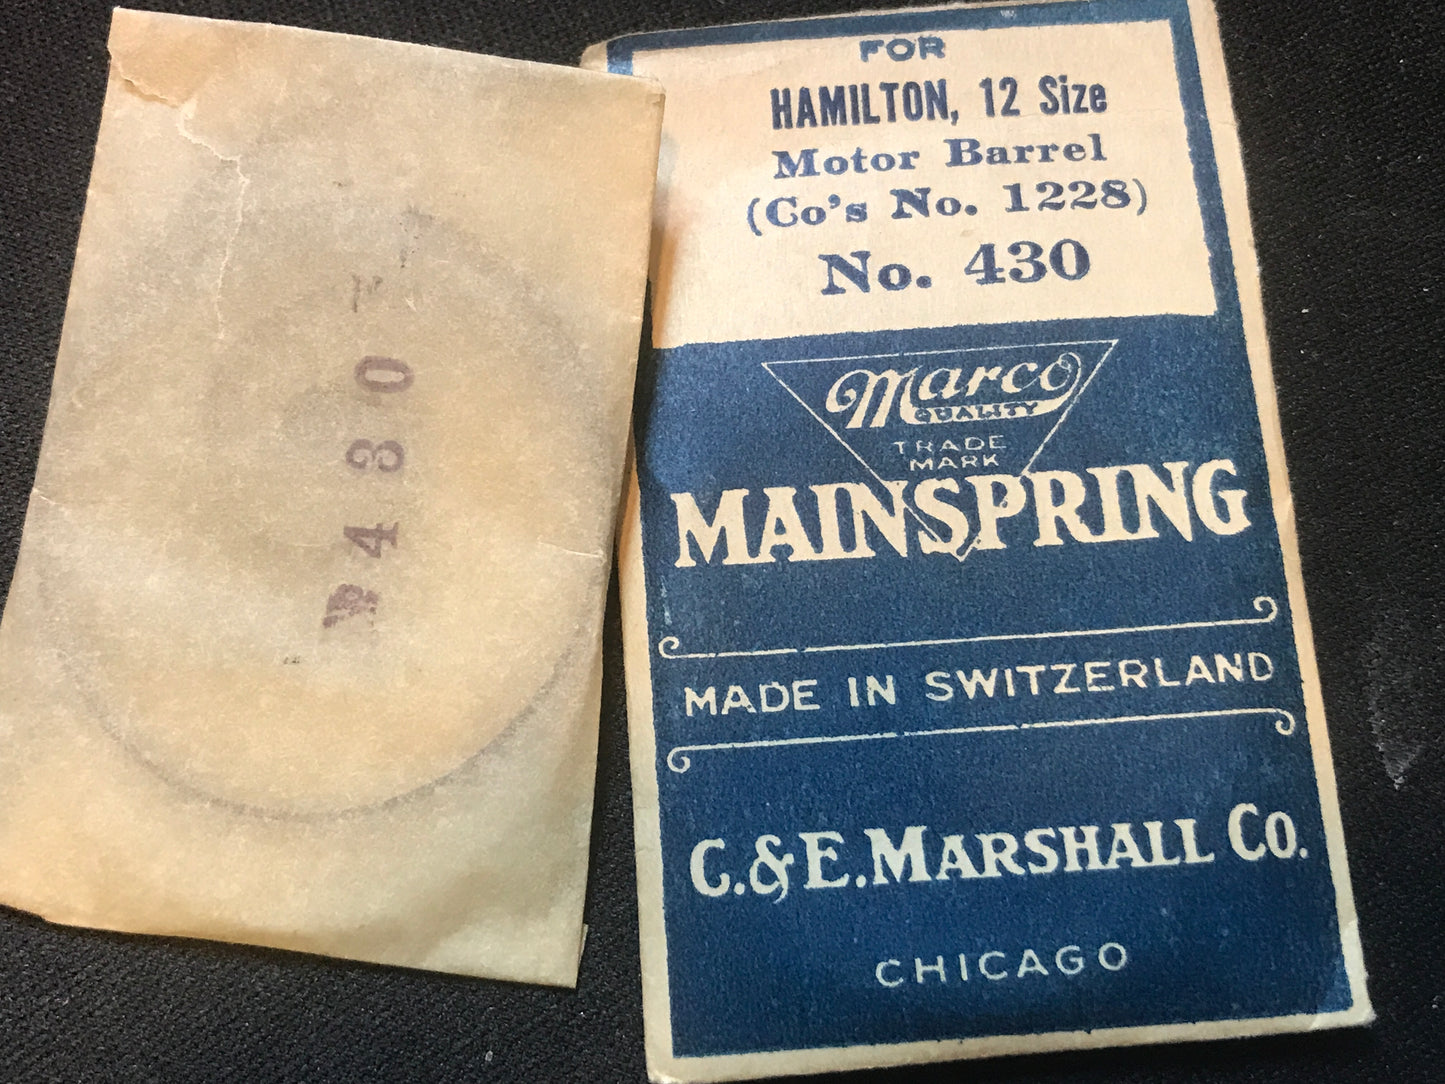 430
FOR
HAMILTON, 12 Size
Motor Barrel
(Co's No. 1228)
No. 430
Marco
QUALITY
TRADE
MARK
MAINSPRING
MADE IN SWITZERLAND
C. & E. MARSHALL CO.
CHICAGO